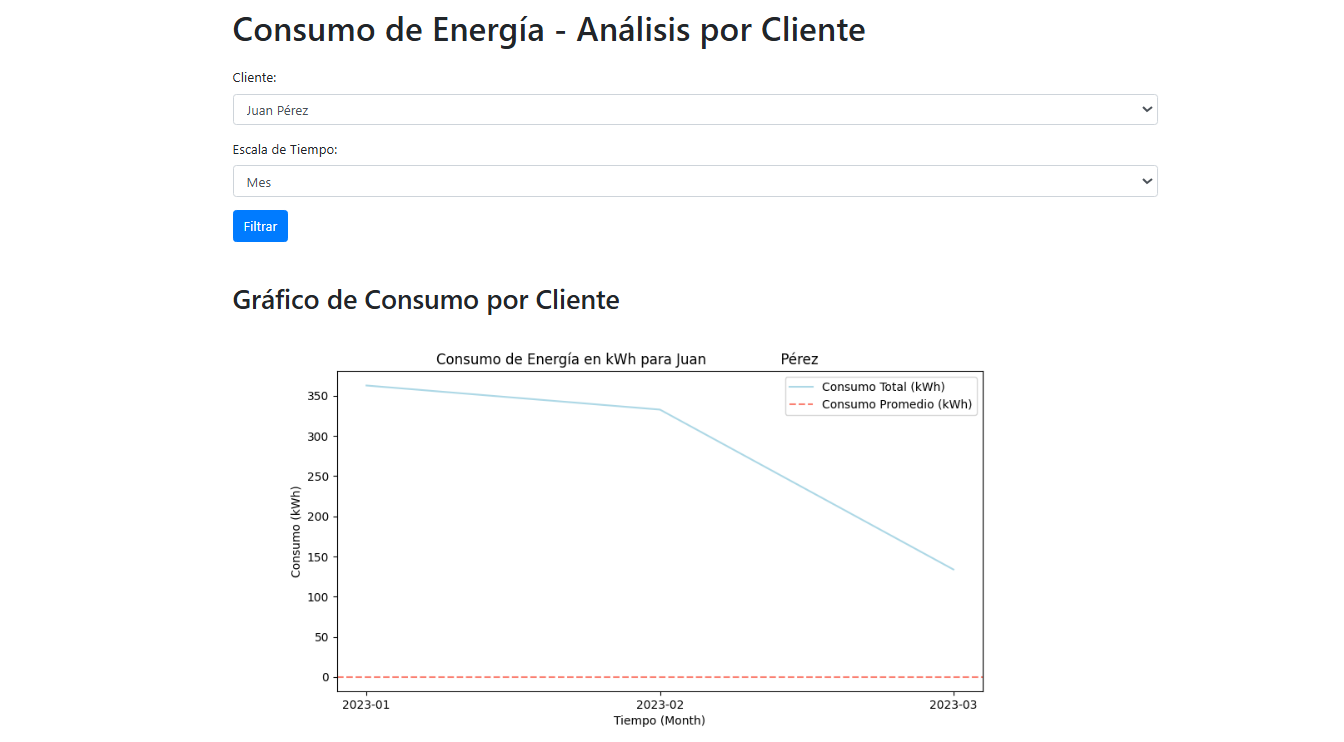 Consumo de Energía - Análisis por Cliente
Cliente:
Juan Pérez
Escala de Tiempo:
Mes
Filtrar
Gráfico de Consumo por Cliente
Consumo de Energía en kWh para Juan Pérez
Consumo Total (kWh)
Consumo Promedio (kWh)
350
300
250
200
150
100
50
0
Consumo (kWh)
2023-01 2023-02 2023-03
Tiempo (Month)